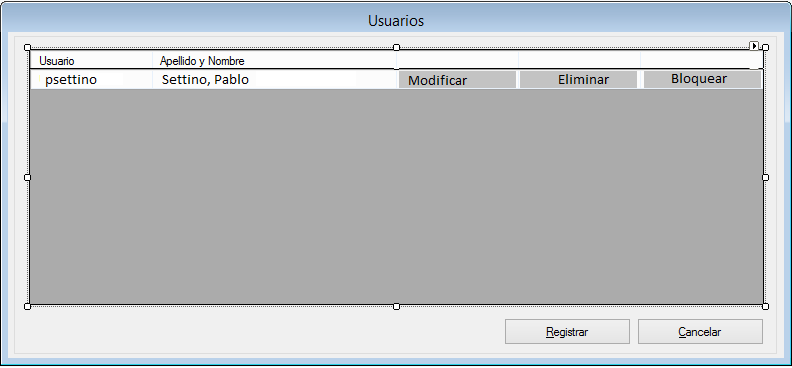 Usuarios
Usuario Apellido y Nombre
psettino Settino, Pablo Modificar Eliminar Bloquear
Registrar Cancelar